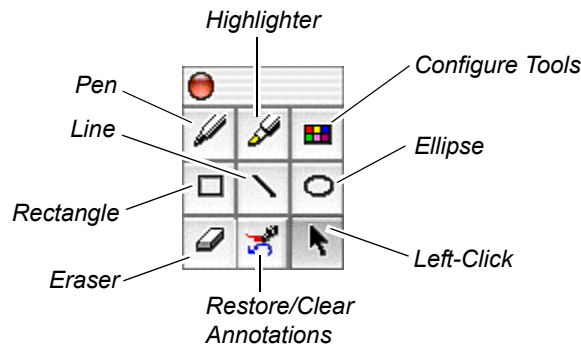 Highlighter
Configure Tools
Pen
Line
Ellipse
Rectangle
Left-Click
Eraser
Restore/Clear
Annotations